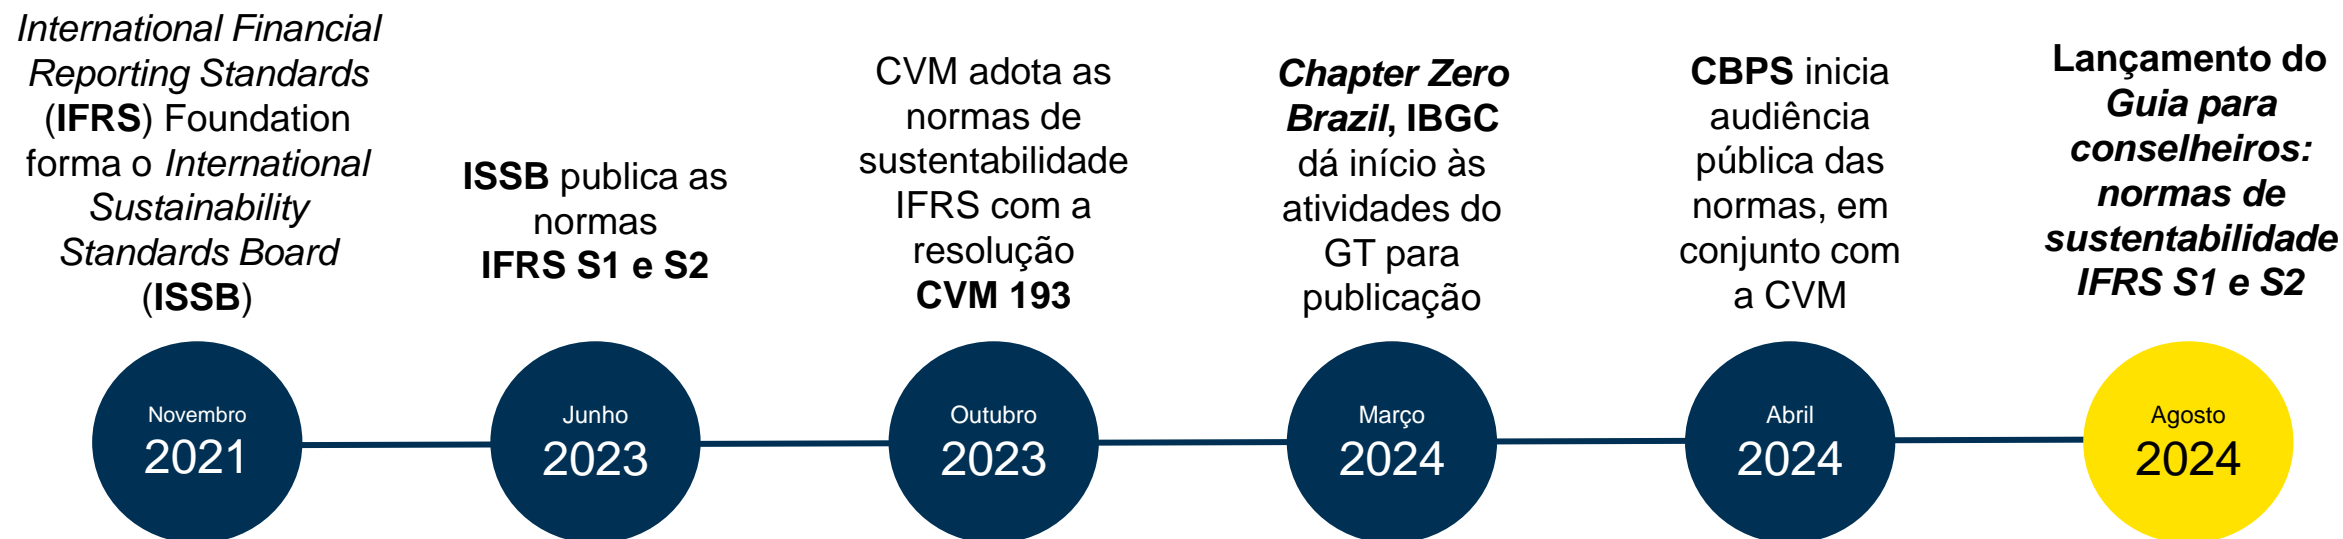 International Financial
Reporting Standards
(IFRS) Foundation
forma o International
Sustainability
Standards Board
(ISSB)
Novembro
2021
ISSB publica as
normas
IFRS S1 e S2
Junho
2023
CVM adota as
normas de
sustentabilidade
IFRS com a
resolução
CVM 193
Outubro
2023
Chapter Zero
Brazil, IBGC
dá início às
atividades do
GT para
publicação
Março
2024
CBPS inicia
audiência
pública das
normas, em
conjunto com
a CVM
Abril
2024
Lançamento do
Guia para
conselheiros:
normas de
sustentabilidade
IFRS S1 e S2
Agosto
2024